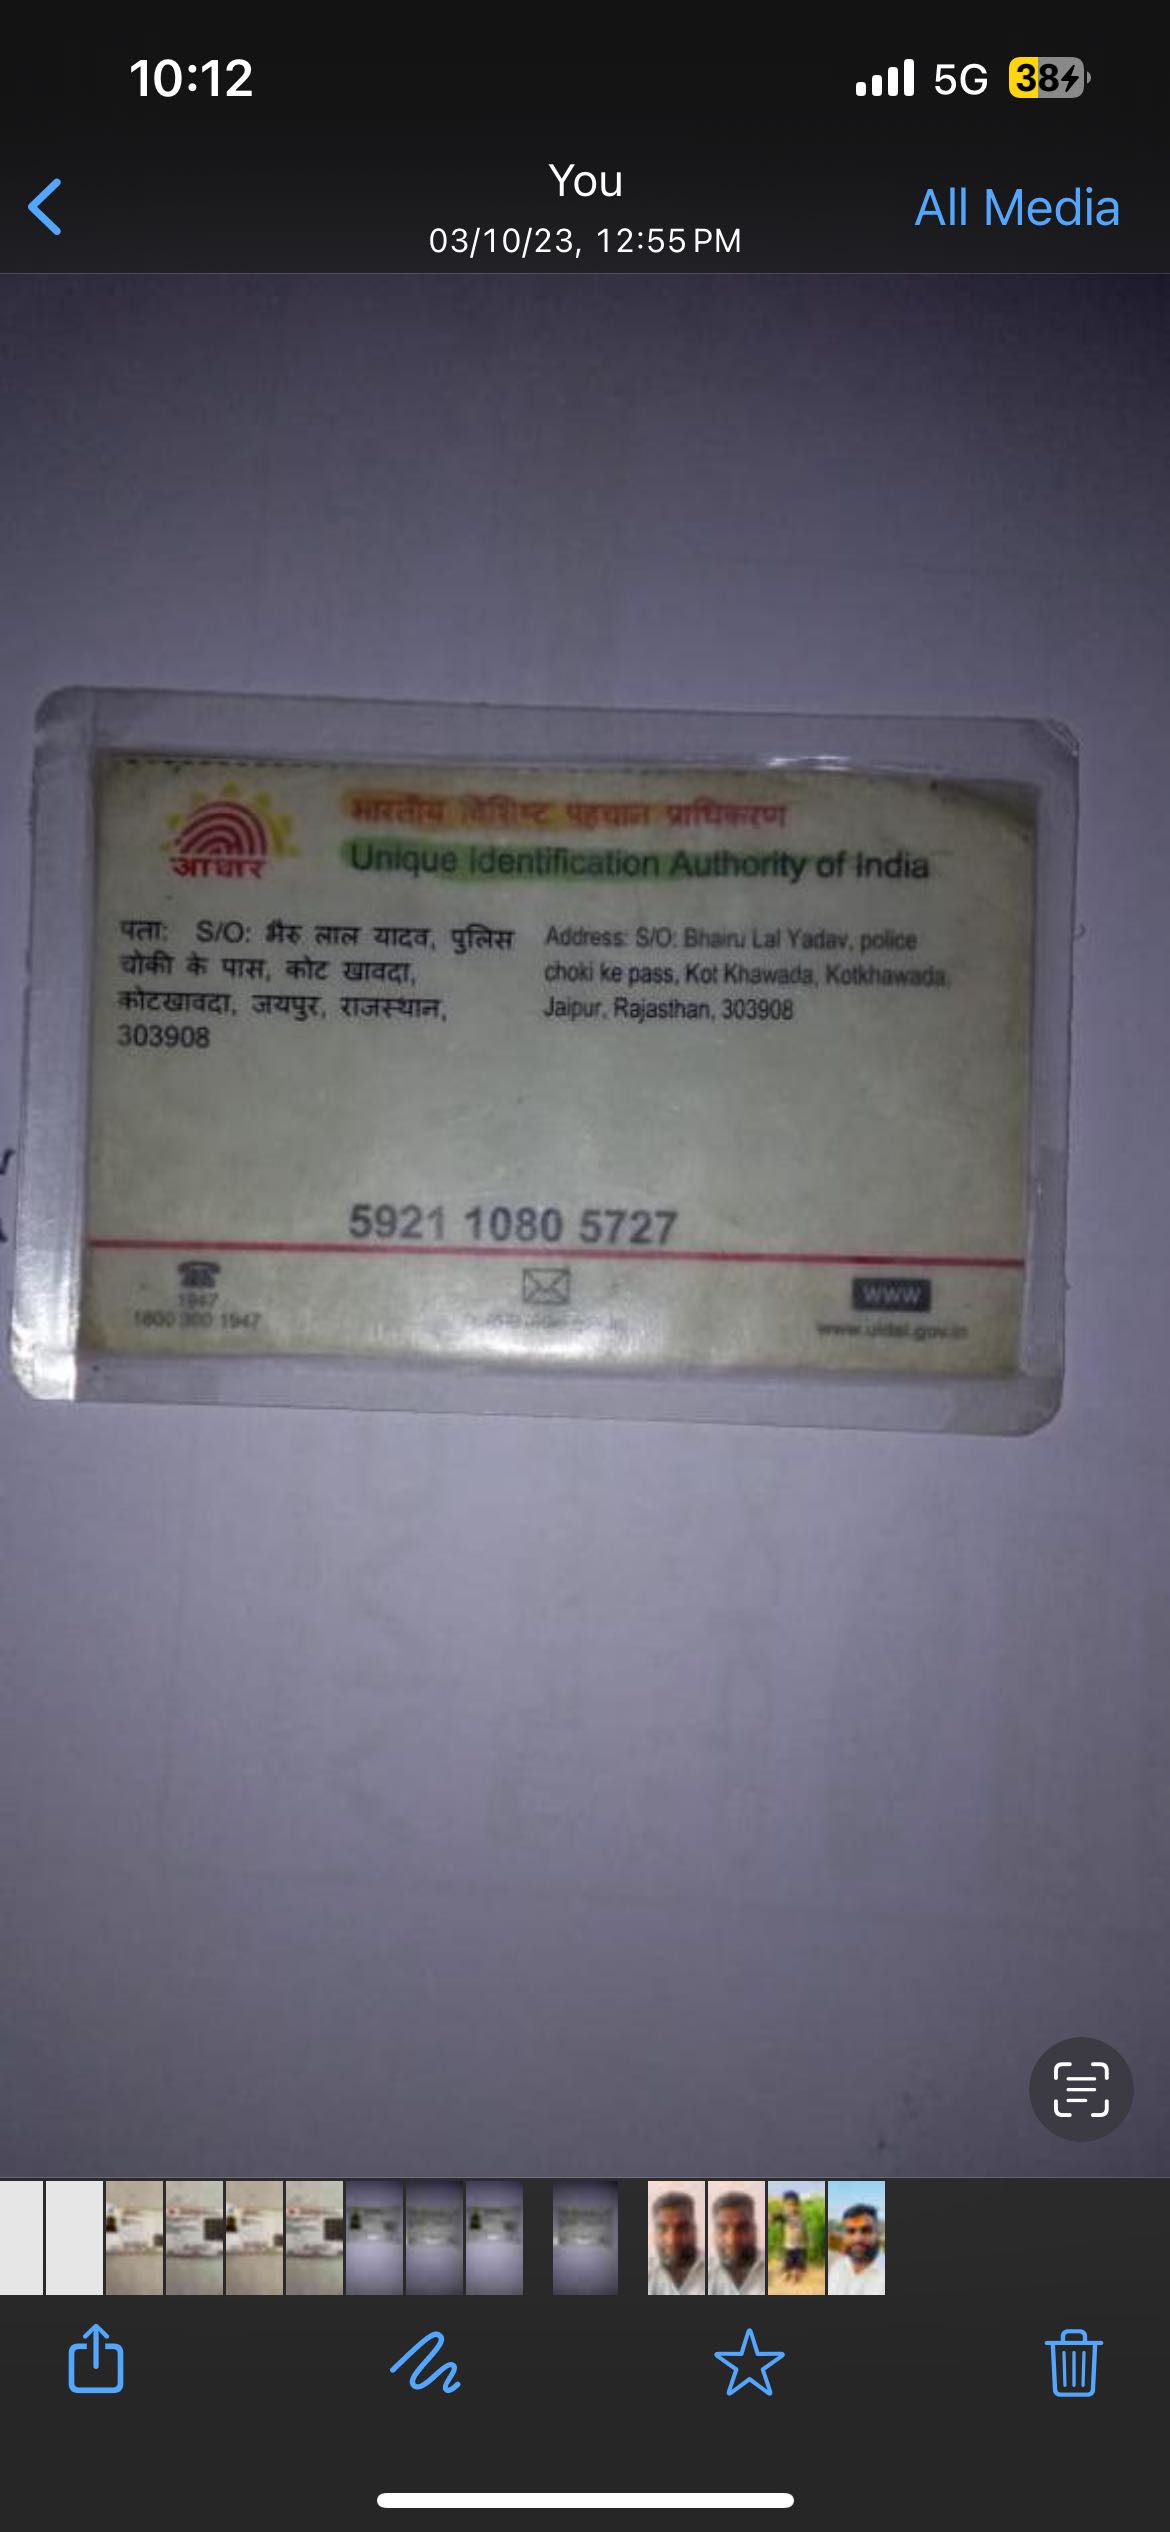 10:12
5G
38
You
03/10/23, 12:55 PM
All Media
आधार
भारतीय विशिष्ट पहचान प्राधिकरण
Unique Identification Authority of India
पता: S/O: भैरु लाल यादव, पुलिस
चोकी के पास, कोट खावदा,
कोटखावदा, जयपुर, राजस्थान,
303908
Address: S/O: Bhairu Lal Yadav, police
choki ke pass, Kot Khawada, Kotkhawada,
Jaipur, Rajasthan, 303908
5921 1080 5727
1947
1800 300 1947
WWW
www.uidai.gov.in